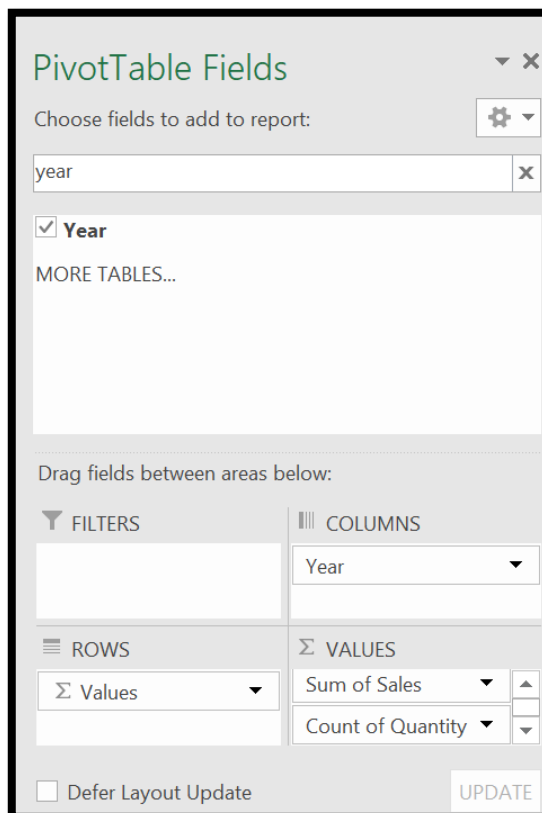 PivotTable Fields
Choose fields to add to report:
year
Year
MORE TABLES...
Drag fields between areas below:
FILTERS
COLUMNS
Year
ROWS
Σ VALUES
Σ Values
Sum of Sales
Count of Quantity
Defer Layout Update
UPDATE